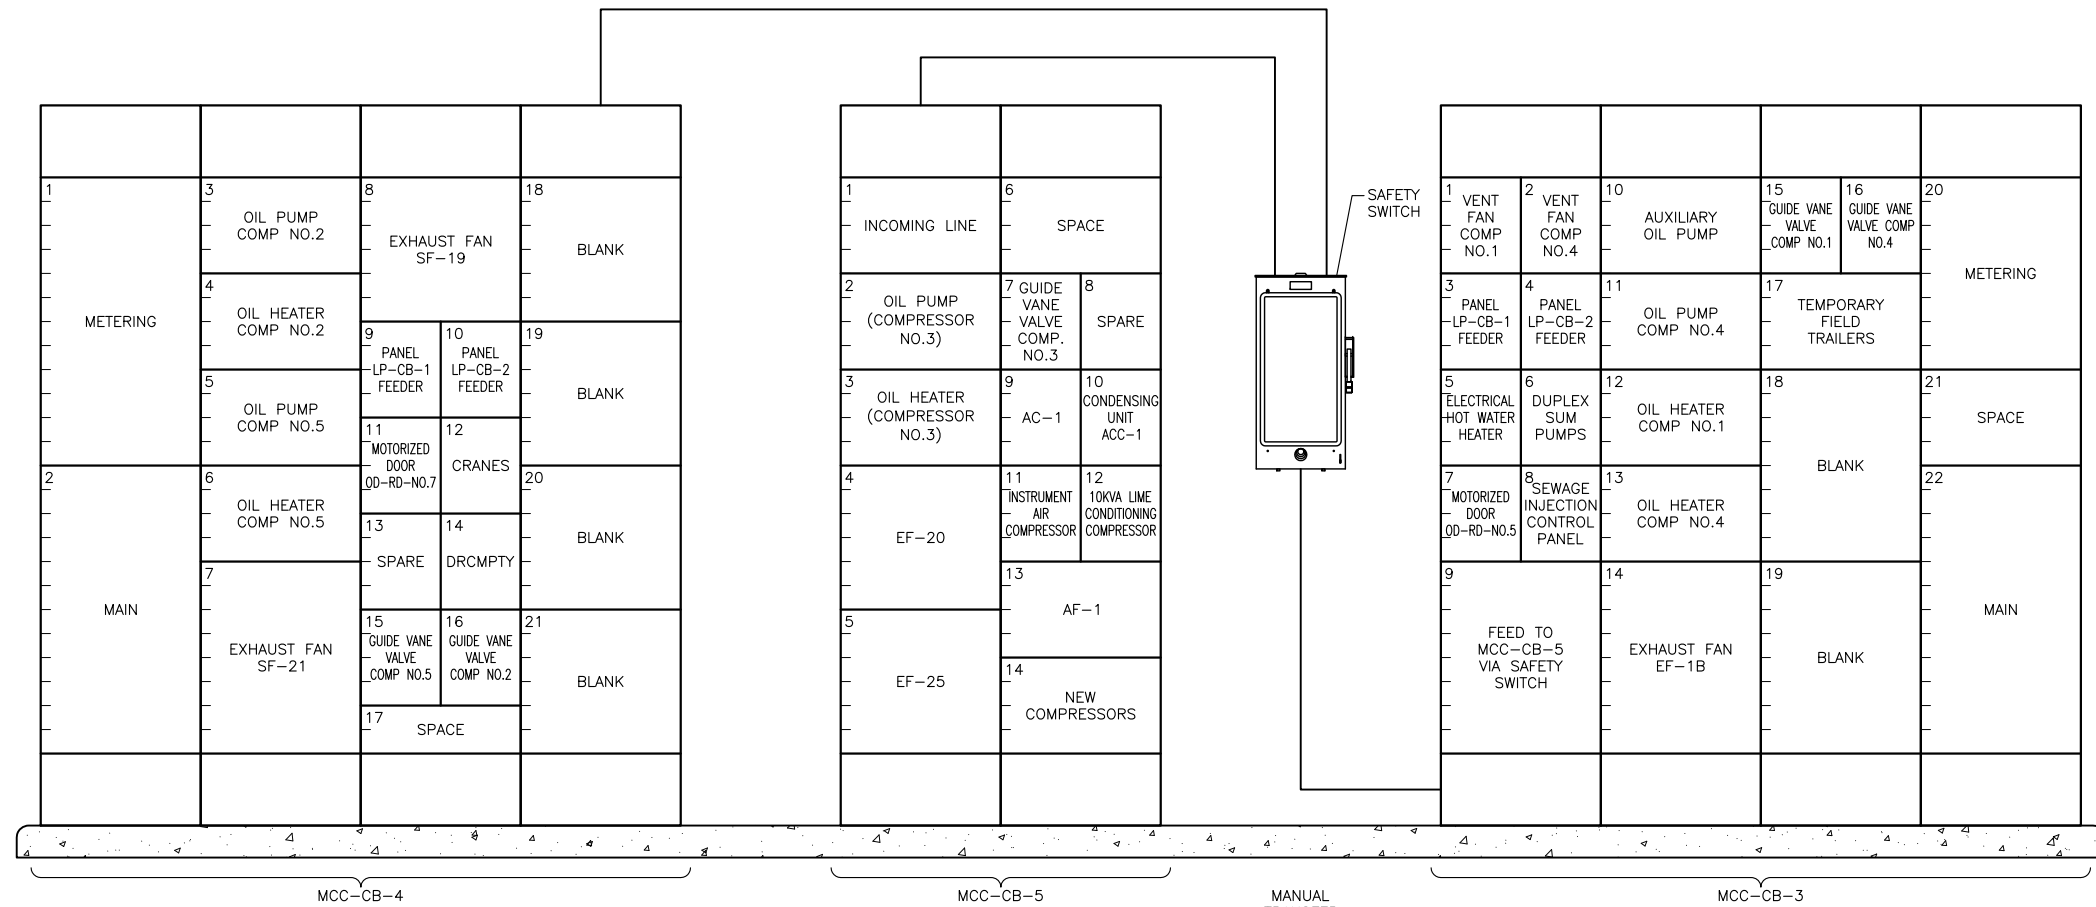 1
METERING
2
MAIN
3
OIL PUMP
COMP NO.2
4
OIL HEATER
COMP NO.2
5
OIL PUMP
COMP NO.5
6
OIL HEATER
COMP NO.5
7
EXHAUST FAN
SF-21
8
EXHAUST FAN
SF-19
9
PANEL
LP-CB-1
FEEDER
10
PANEL
LP-CB-2
FEEDER
11
MOTORIZED
DOOR
OD-RD-NO.7
12
CRANES
13
SPARE
14
DRCMPTY
15
GUIDE VANE
VALVE
COMP NO.5
16
GUIDE VANE
VALVE
COMP NO.2
17
SPACE
18
BLANK
19
BLANK
20
BLANK
21
BLANK
MCC-CB-4
1
INCOMING LINE
2
OIL PUMP
(COMPRESSOR
NO.3)
3
OIL HEATER
(COMPRESSOR
NO.3)
4
EF-20
5
EF-25
6
SPACE
7
GUIDE
VANE
VALVE
COMP.
NO.3
8
SPARE
9
AC-1
10
CONDENSING
UNIT
ACC-1
11
INSTRUMENT
AIR
COMPRESSOR
12
10KVA LIME
CONDITIONING
COMPRESSOR
13
AF-1
14
NEW
COMPRESSORS
MCC-CB-5
SAFETY
SWITCH
MANUAL
1
VENT
FAN
COMP
NO.1
2
VENT
FAN
COMP
NO.4
3
PANEL
LP-CB-1
FEEDER
4
PANEL
LP-CB-2
FEEDER
5
ELECTRICAL
HOT WATER
HEATER
6
DUPLEX
SUM
PUMPS
7
MOTORIZED
DOOR
OD-RD-NO.5
8
SEWAGE
INJECTION
CONTROL
PANEL
9
FEED TO
MCC-CB-5
VIA SAFETY
SWITCH
10
AUXILIARY
OIL PUMP
11
OIL PUMP
COMP NO.4
12
OIL HEATER
COMP NO.1
13
OIL HEATER
COMP NO.4
14
EXHAUST FAN
EF-1B
15
GUIDE VANE
VALVE
COMP NO.1
16
GUIDE VANE
VALVE COMP
NO.4
17
TEMPORARY
FIELD
TRAILERS
18
BLANK
19
BLANK
20
METERING
21
SPACE
22
MAIN
MCC-CB-3